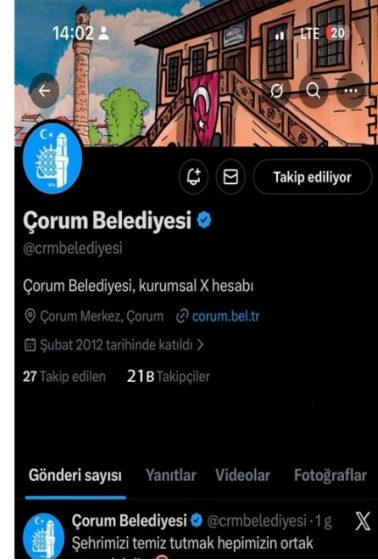 14:02
LTE 20
Takip ediliyor
Çorum Belediyesi
@crmbelediyesi
Çorum Belediyesi, kurumsal X hesabı
Çorum Merkez, Çorum corum.bel.tr
Şubat 2012 tarihinde katıldı >
27 Takip edilen 21B Takipçiler
Gönderi sayısı Yanıtlar Videolar Fotoğraflar
Çorum Belediyesi @crmbelediyesi · 1 g
Şehrimizi temiz tutmak hepimizin ortak